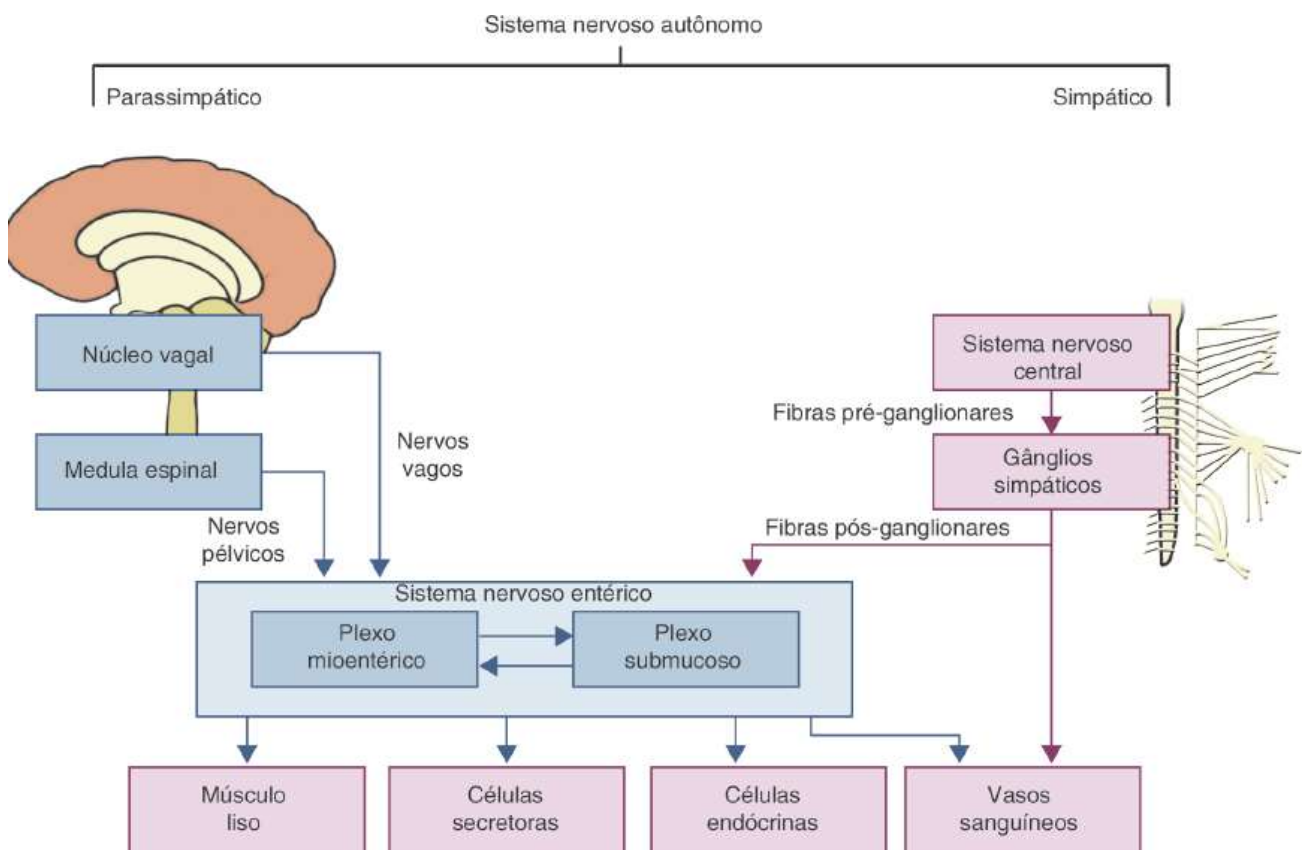 Sistema nervoso autônomo
Parassimpático
Simpático
Núcleo vagal
Sistema nervoso
central
Fibras pré-ganglionares
Nervos
vagos
Medula espinal
Gânglios
simpáticos
Nervos
pélvicos
Fibras pós-ganglionares
Sistema nervoso entérico
Plexo
mioentérico
Plexo
submucoso
Músculo
liso
Células
secretoras
Células
endócrinas
Vasos
sanguíneos